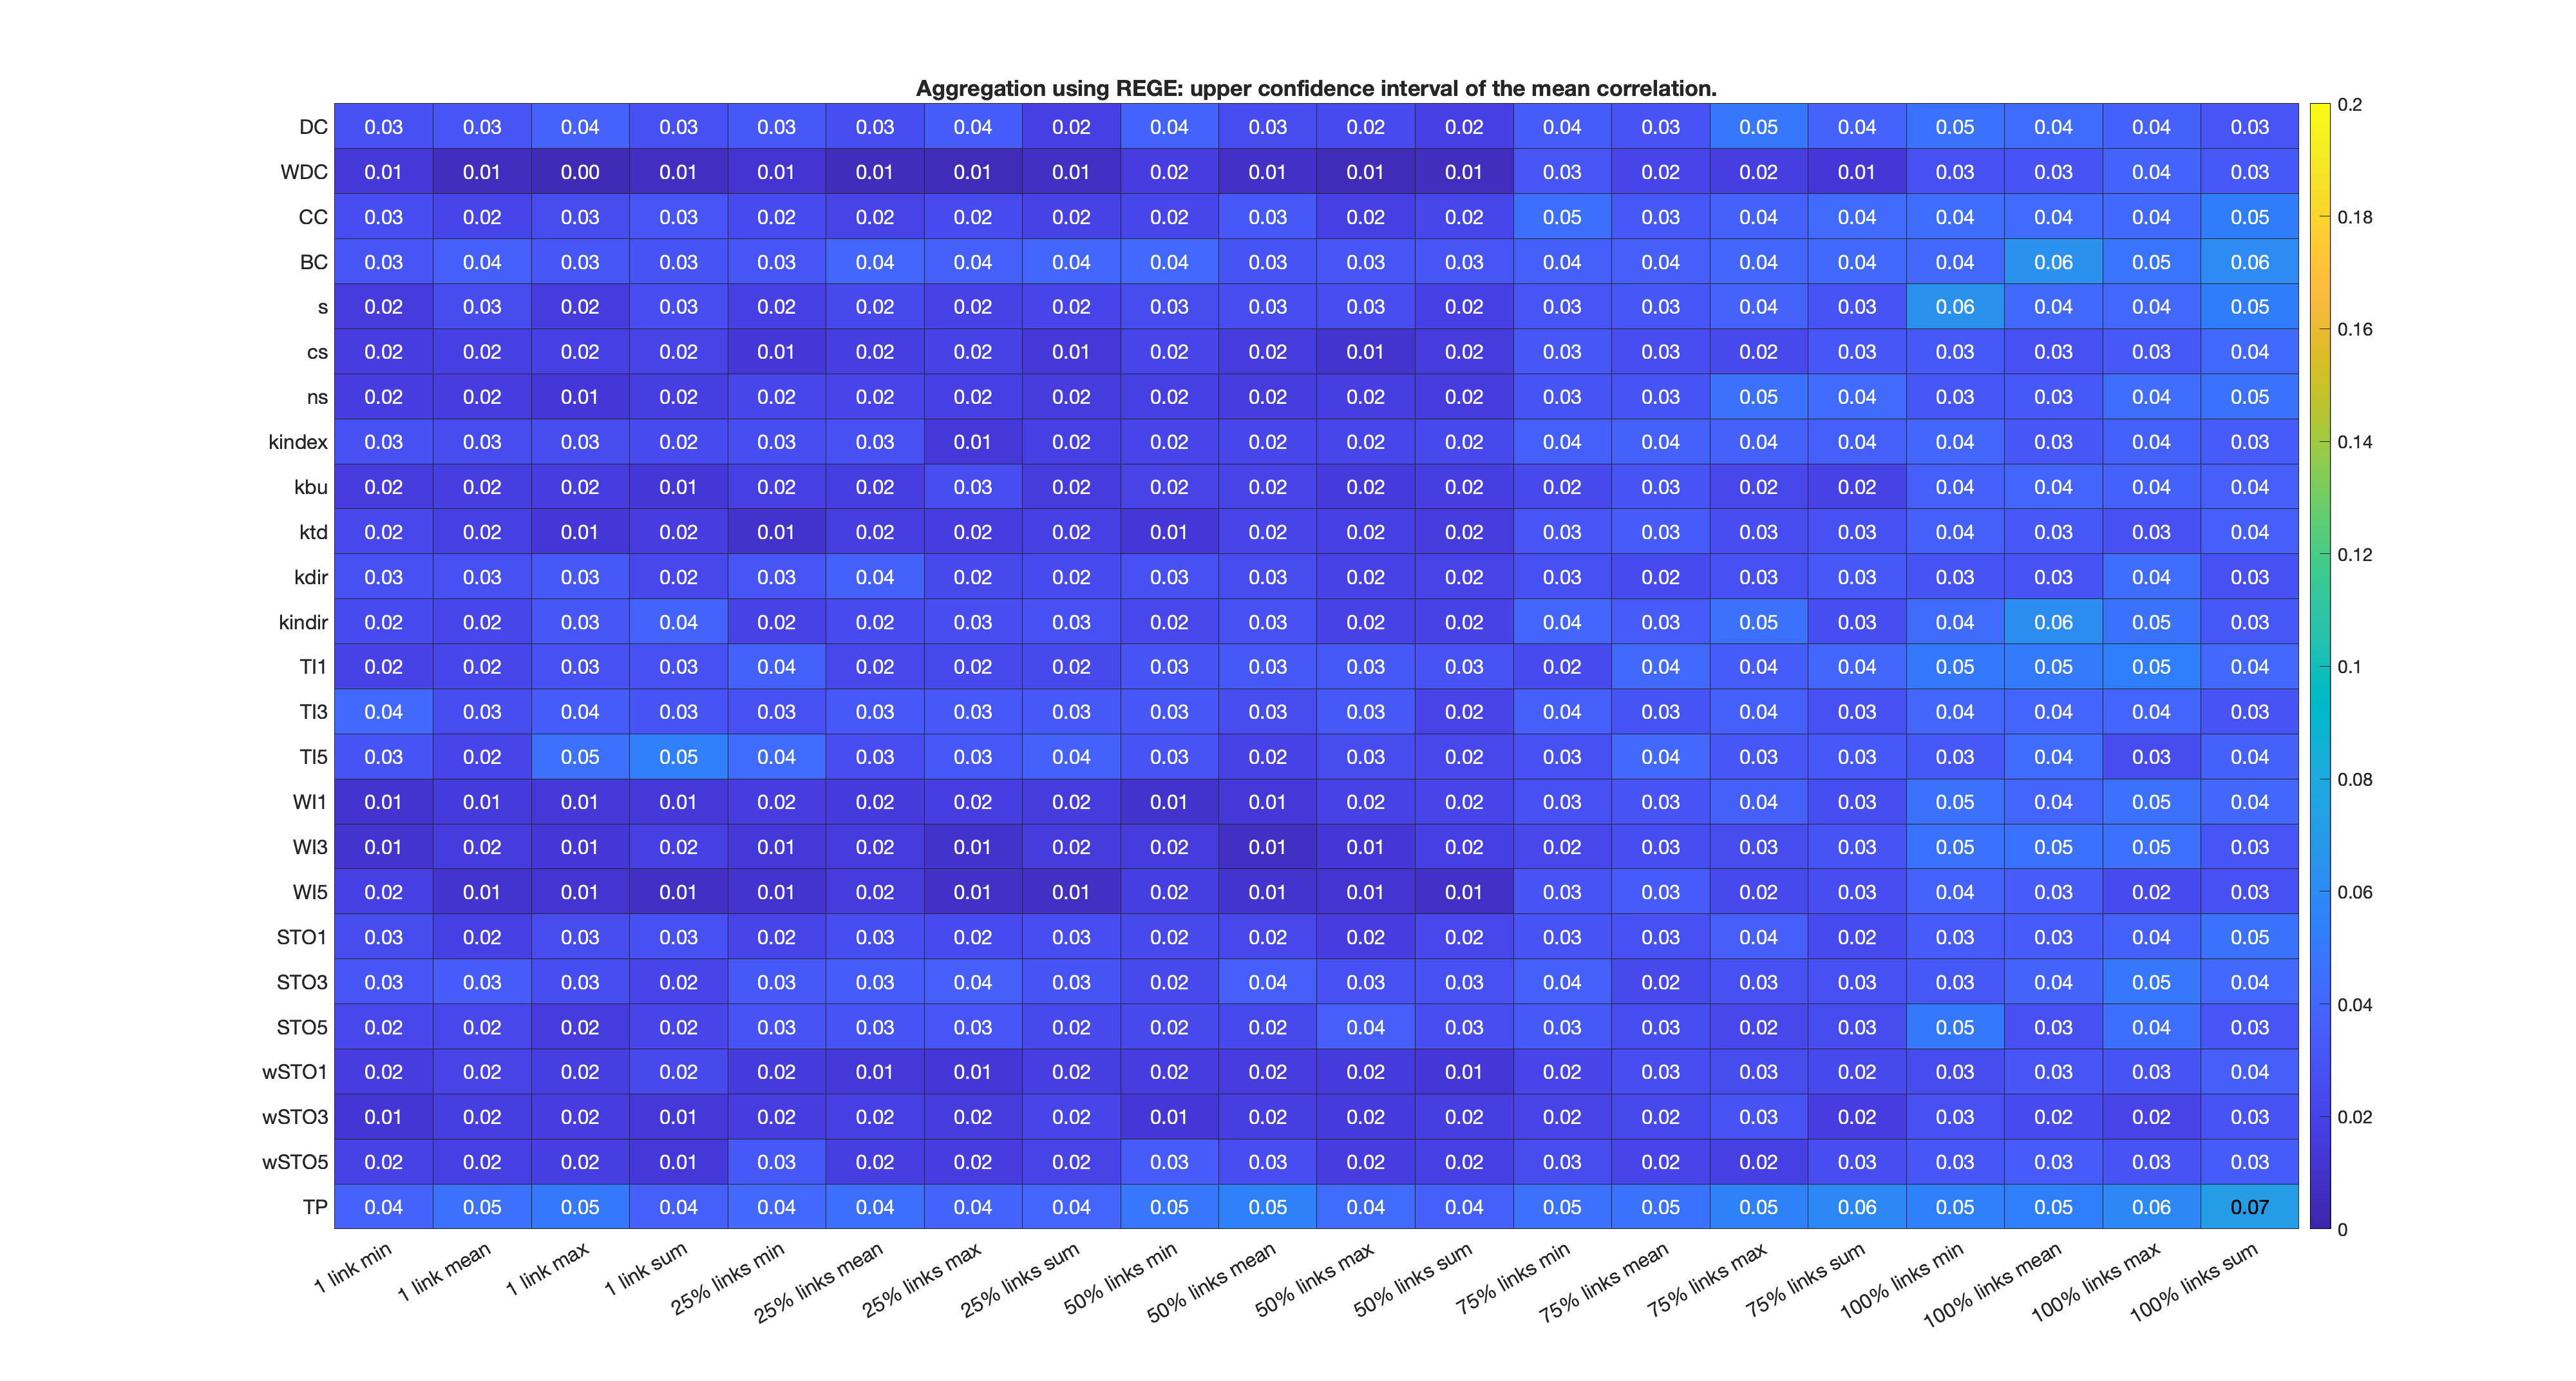 Aggregation using REGE: upper confidence interval of the mean correlation.
DC 0.03 0.03 0.04 0.03 0.03 0.03 0.04 0.02 0.04 0.03 0.02 0.02 0.04 0.03 0.05 0.04 0.05 0.04 0.04 0.03
WDC 0.01 0.01 0.00 0.01 0.01 0.01 0.01 0.01 0.02 0.01 0.01 0.01 0.03 0.02 0.02 0.01 0.03 0.03 0.04 0.03
CC 0.03 0.02 0.03 0.03 0.02 0.02 0.02 0.02 0.02 0.03 0.02 0.02 0.05 0.03 0.04 0.04 0.04 0.04 0.04 0.05
BC 0.03 0.04 0.03 0.03 0.03 0.04 0.04 0.04 0.04 0.03 0.03 0.03 0.04 0.04 0.04 0.04 0.04 0.06 0.05 0.06
s 0.02 0.03 0.02 0.03 0.02 0.02 0.02 0.02 0.03 0.03 0.03 0.02 0.03 0.03 0.04 0.03 0.06 0.04 0.04 0.05
cs 0.02 0.02 0.02 0.02 0.01 0.02 0.02 0.01 0.02 0.02 0.01 0.02 0.03 0.03 0.02 0.03 0.03 0.03 0.03 0.04
ns 0.02 0.02 0.01 0.02 0.02 0.02 0.02 0.02 0.02 0.02 0.02 0.02 0.03 0.03 0.05 0.04 0.03 0.03 0.04 0.05
kindex 0.03 0.03 0.03 0.02 0.03 0.03 0.01 0.02 0.02 0.02 0.02 0.02 0.04 0.04 0.04 0.04 0.04 0.03 0.04 0.03
kbu 0.02 0.02 0.02 0.01 0.02 0.02 0.03 0.02 0.02 0.02 0.02 0.02 0.02 0.03 0.02 0.02 0.04 0.04 0.04 0.04
ktd 0.02 0.02 0.01 0.02 0.01 0.02 0.02 0.02 0.01 0.02 0.02 0.02 0.03 0.03 0.03 0.03 0.04 0.03 0.03 0.04
kdir 0.03 0.03 0.03 0.02 0.03 0.04 0.02 0.02 0.03 0.03 0.02 0.02 0.03 0.02 0.03 0.03 0.03 0.03 0.04 0.03
kindir 0.02 0.02 0.03 0.04 0.02 0.02 0.03 0.03 0.02 0.03 0.02 0.02 0.04 0.03 0.05 0.03 0.04 0.06 0.05 0.03
TI1 0.02 0.02 0.03 0.03 0.04 0.02 0.02 0.02 0.03 0.03 0.03 0.03 0.02 0.04 0.04 0.04 0.05 0.05 0.05 0.04
TI3 0.04 0.03 0.04 0.03 0.03 0.03 0.03 0.03 0.03 0.03 0.03 0.02 0.04 0.03 0.04 0.03 0.04 0.04 0.04 0.03
TI5 0.03 0.02 0.05 0.05 0.04 0.03 0.03 0.04 0.03 0.02 0.03 0.02 0.03 0.04 0.03 0.03 0.03 0.04 0.03 0.04
WI1 0.01 0.01 0.01 0.01 0.02 0.02 0.02 0.02 0.01 0.01 0.02 0.02 0.03 0.03 0.04 0.03 0.05 0.04 0.05 0.04
WI3 0.01 0.02 0.01 0.02 0.01 0.02 0.01 0.02 0.02 0.01 0.01 0.02 0.02 0.03 0.03 0.03 0.05 0.05 0.05 0.03
WI5 0.02 0.01 0.01 0.01 0.01 0.02 0.01 0.01 0.02 0.01 0.01 0.01 0.03 0.03 0.02 0.03 0.04 0.03 0.02 0.03
STO1 0.03 0.02 0.03 0.03 0.02 0.03 0.02 0.03 0.02 0.02 0.02 0.02 0.03 0.03 0.04 0.02 0.03 0.03 0.04 0.05
STO3 0.03 0.03 0.03 0.02 0.03 0.03 0.04 0.03 0.02 0.04 0.03 0.03 0.04 0.02 0.03 0.03 0.03 0.04 0.05 0.04
STO5 0.02 0.02 0.02 0.02 0.03 0.03 0.03 0.02 0.02 0.02 0.04 0.03 0.03 0.03 0.02 0.03 0.05 0.03 0.04 0.03
wSTO1 0.02 0.02 0.02 0.02 0.02 0.01 0.01 0.02 0.02 0.02 0.02 0.01 0.02 0.03 0.03 0.02 0.03 0.03 0.03 0.04
wSTO3 0.01 0.02 0.02 0.01 0.02 0.02 0.02 0.02 0.01 0.02 0.02 0.02 0.02 0.02 0.03 0.02 0.03 0.02 0.02 0.03
wSTO5 0.02 0.02 0.02 0.01 0.03 0.02 0.02 0.02 0.03 0.03 0.02 0.02 0.03 0.02 0.02 0.03 0.03 0.03 0.03 0.03
TP 0.04 0.05 0.05 0.04 0.04 0.04 0.04 0.04 0.05 0.05 0.04 0.04 0.05 0.05 0.05 0.06 0.05 0.05 0.06 0.07
1 link min
1 link mean
1 link max
1 link sum
25% links min
25% links mean
25% links max
25% links sum
50% links min
50% links mean
50% links max
50% links sum
75% links min
75% links mean
75% links max
75% links sum
100% links min
100% links mean
100% links max
100% links sum
0.2
0.18
0.16
0.14
0.12
0.1
0.08
0.06
0.04
0.02
0